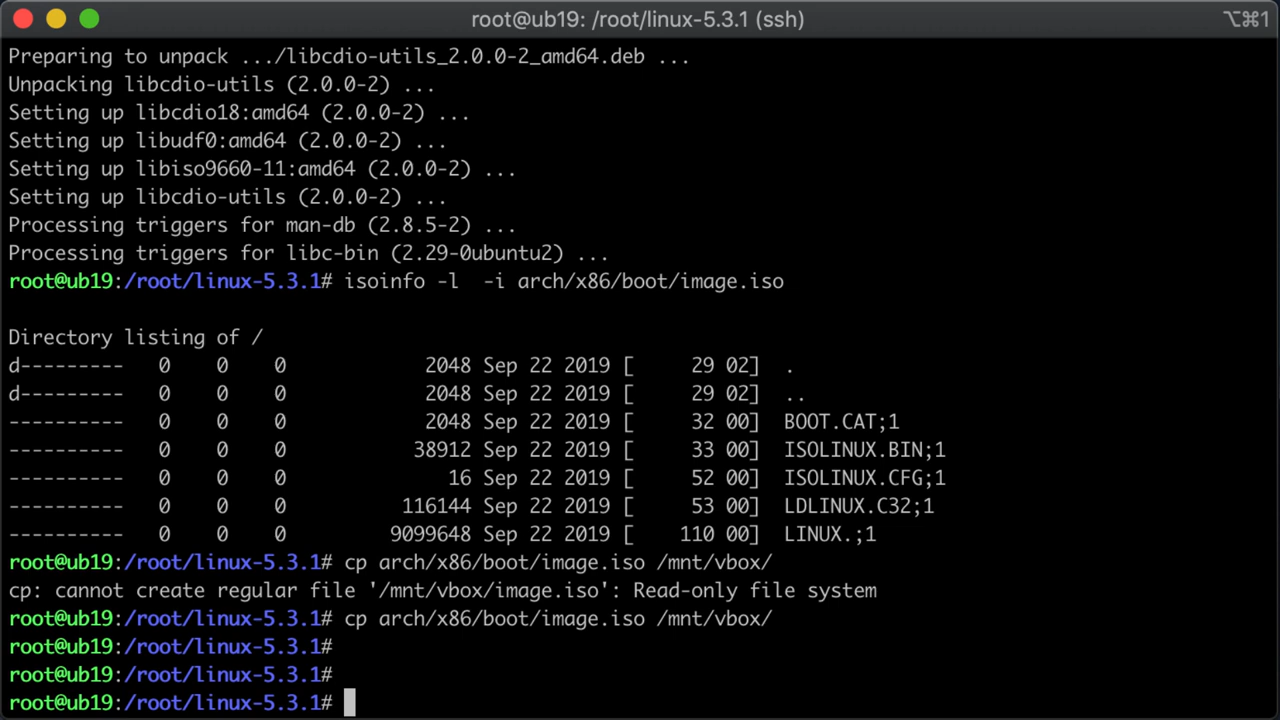 root@ub19: /root/linux-5.3.1 (ssh)
⌥⌘1
Preparing to unpack .../libcdio-utils_2.0.0-2_amd64.deb ...
Unpacking libcdio-utils (2.0.0-2) ...
Setting up libcdio18:amd64 (2.0.0-2) ...
Setting up libudf0:amd64 (2.0.0-2) ...
Setting up libiso9660-11:amd64 (2.0.0-2) ...
Setting up libcdio-utils (2.0.0-2) ...
Processing triggers for man-db (2.8.5-2) ...
Processing triggers for libc-bin (2.29-0ubuntu2) ...
root@ub19:/root/linux-5.3.1# isoinfo -l  -i arch/x86/boot/image.iso
Directory listing of /
d---------   0    0    0            2048 Sep 22 2019 [     29 02]  .
d---------   0    0    0            2048 Sep 22 2019 [     29 02]  ..
----------   0    0    0            2048 Sep 22 2019 [     32 00]  BOOT.CAT;1
----------   0    0    0           38912 Sep 22 2019 [     33 00]  ISOLINUX.BIN;1
----------   0    0    0              16 Sep 22 2019 [     52 00]  ISOLINUX.CFG;1
----------   0    0    0          116144 Sep 22 2019 [     53 00]  LDLINUX.C32;1
----------   0    0    0         9099648 Sep 22 2019 [    110 00]  LINUX.;1
root@ub19:/root/linux-5.3.1# cp arch/x86/boot/image.iso /mnt/vbox/
cp: cannot create regular file '/mnt/vbox/image.iso': Read-only file system
root@ub19:/root/linux-5.3.1# cp arch/x86/boot/image.iso /mnt/vbox/
root@ub19:/root/linux-5.3.1#
root@ub19:/root/linux-5.3.1#
root@ub19:/root/linux-5.3.1#